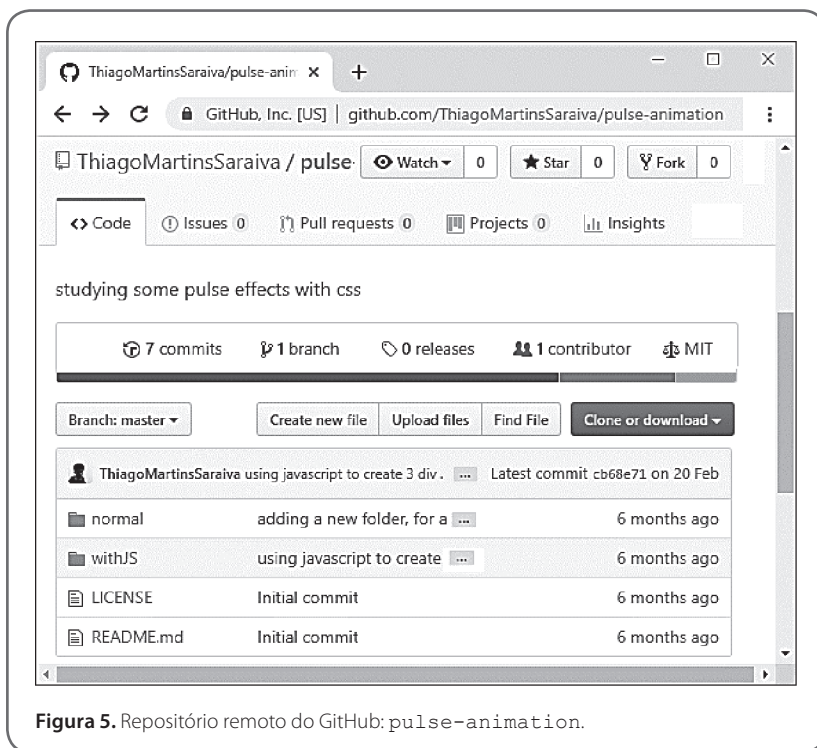 ThiagoMartinsSaraiva/pulse-anim
GitHub, Inc. [US] | github.com/ThiagoMartinsSaraiva/pulse-animation
ThiagoMartinsSaraiva / pulse- Watch 0 Star 0 Fork 0
Code Issues 0 Pull requests 0 Projects 0 Insights
studying some pulse effects with css
7 commits 1 branch 0 releases 1 contributor MIT
Branch: master Create new file Upload files Find File Clone or download
ThiagoMartinsSaraiva using javascript to create 3 div. ... Latest commit cb68e71 on 20 Feb
normal adding a new folder, for a ... 6 months ago
withJS using javascript to create ... 6 months ago
LICENSE Initial commit 6 months ago
README.md Initial commit 6 months ago
Figura 5. Repositório remoto do GitHub: pulse-animation.